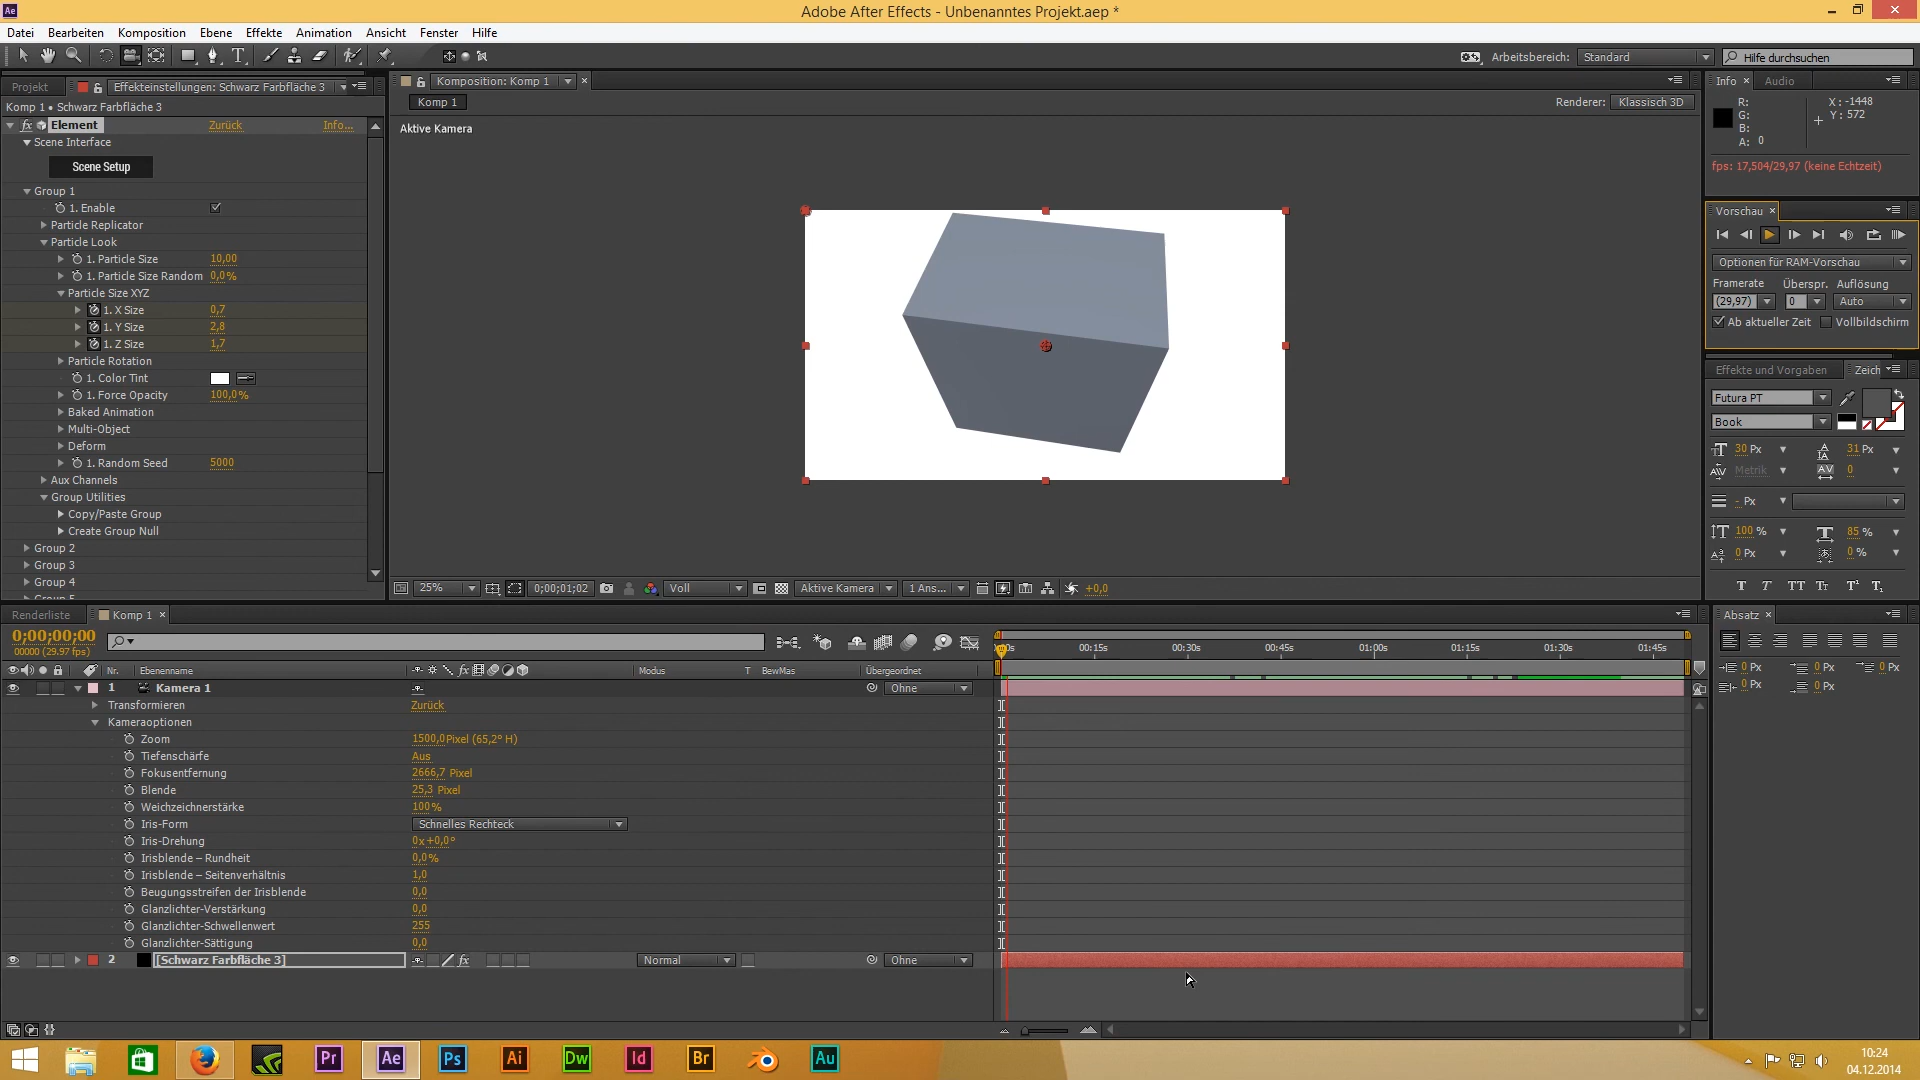 Ae
Adobe After Effects - Unbenanntes Projekt.aep *
Datei Bearbeiten Komposition Ebene Effekte Animation Ansicht Fenster Hilfe
Arbeitsbereich: Standard Hilfe durchsuchen
Projekt Effekteinstellungen: Schwarz Farbfläche 3
Komp 1 • Schwarz Farbfläche 3
fx Element Zurück Info...
Scene Interface
Scene Setup
Group 1
1. Enable
Particle Replicator
Particle Look
1. Particle Size 10,00
1. Particle Size Random 0,0%
Particle Size XYZ
1. X Size 0,7
1. Y Size 2,8
1. Z Size 1,7
Particle Rotation
1. Color Tint
1. Force Opacity 100,0%
Baked Animation
Multi-Object
Deform
1. Random Seed 5000
Aux Channels
Group Utilities
Copy/Paste Group
Create Group Null
Group 2
Group 3
Group 4
Komposition: Komp 1
Komp 1
Renderer: Klassisch 3D
Aktive Kamera
25% 0;00;01;02 Voll Aktive Kamera 1 Ans... +0,0
Info Audio
R:
G:
B:
A: 0
X : -1448
Y : 572
fps: 17,504/29,97 (keine Echtzeit)
Vorschau
Optionen für RAM-Vorschau
Framerate Überspr. Auflösung
(29,97) 0 Auto
Ab aktueller Zeit Vollbildschirm
Effekte und Vorgaben Zeich
Futura PT
Book
30 Px 31 Px
Metrik 0
- Px
100 % 85 %
0 Px 0 %
T T TT Tr T¹ T₁
Absatz
0 Px 0 Px 0 Px
0 Px 0 Px
Renderliste Komp 1
0;00;00;00
00000 (29.97 fps)
Nr. Ebenenname Modus T BewMas Übergeordnet
00:15s 00:30s 00:45s 01:00s 01:15s 01:30s 01:45s
1 Kamera 1 Ohne
Transformieren Zurück
Kameraoptionen
Zoom 1500,0 Pixel (65,2° H)
Tiefenschärfe Aus
Fokusentfernung 2666,7 Pixel
Blende 25,3 Pixel
Weichzeichnerstärke 100%
Iris-Form Schnelles Rechteck
Iris-Drehung 0x+0,0°
Irisblende – Rundheit 0,0%
Irisblende – Seitenverhältnis 1,0
Beugungsstreifen der Irisblende 0,0
Glanzlichter-Verstärkung 0,0
Glanzlichter-Schwellenwert 255
Glanzlichter-Sättigung 0,0
2 [Schwarz Farbfläche 3] fx Normal Ohne
Pr Ae Ps Ai Dw Id Br Au
10:24
04.12.2014